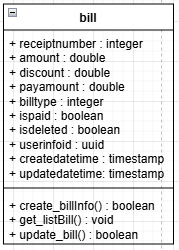 bill
+ receiptnumber : integer
+ amount : double
+ discount : double
+ payamount : double
+ billtype : integer
+ ispaid : boolean
+ isdeleted : boolean
+ userinfoid : uuid
+ createdatetime : timestamp
+ updatedatetime: timestamp
+ create_billInfo() : boolean
+ get_listBill() : void
+ update_bill() : boolean